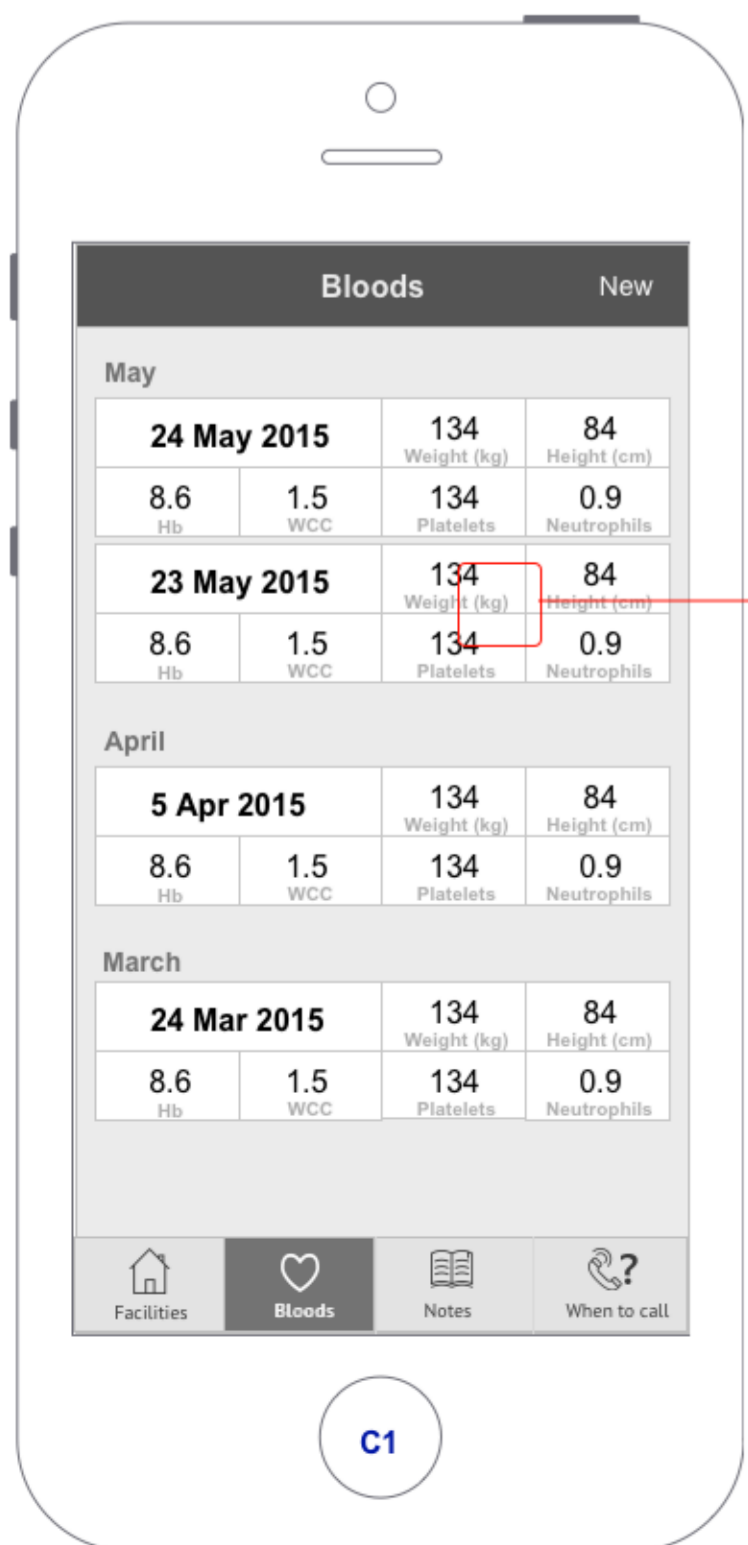 Bloods New
May
24 May 2015 134 84
Weight (kg) Height (cm)
8.6 1.5 134 0.9
Hb WCC Platelets Neutrophils
23 May 2015 134 84
Weight (kg) Height (cm)
8.6 1.5 134 0.9
Hb WCC Platelets Neutrophils
April
5 Apr 2015 134 84
Weight (kg) Height (cm)
8.6 1.5 134 0.9
Hb WCC Platelets Neutrophils
March
24 Mar 2015 134 84
Weight (kg) Height (cm)
8.6 1.5 134 0.9
Hb WCC Platelets Neutrophils
?
Facilities Bloods Notes When to call
C1